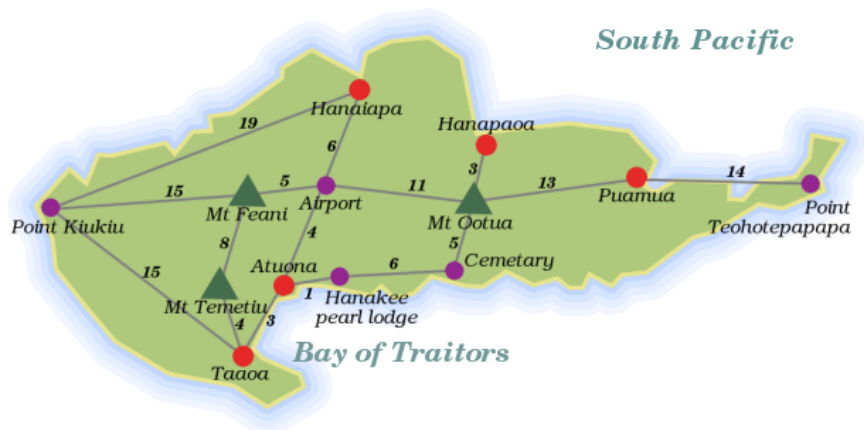 South Pacific
Hanaiapa
19
Hanapaoa
6
3
14
15
5
11
13
Mt Feani
Airport
Mt Ootua
Puamua
Point
Teohotepapapa
Point Kiukiu
8
4
5
15
Atuona
6
Cemetary
Mt Temetiu
1
Hanakee
pearl lodge
4
3
Taaoa
Bay of Traitors